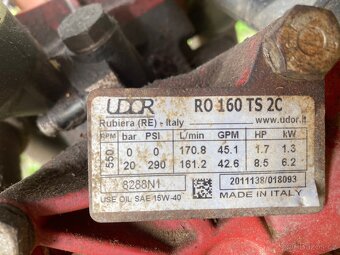 UDOR RO 160 TS 2C
Rubiera (RE) - Italy www.udor.it
RPM bar PSI L/min GPM HP kW
550 0 0 170.8 45.1 1.7 1.3
20 290 161.2 42.6 8.5 6.2
8288N1 2011138/018093
USE OIL SAE 15W-40 MADE IN ITALY